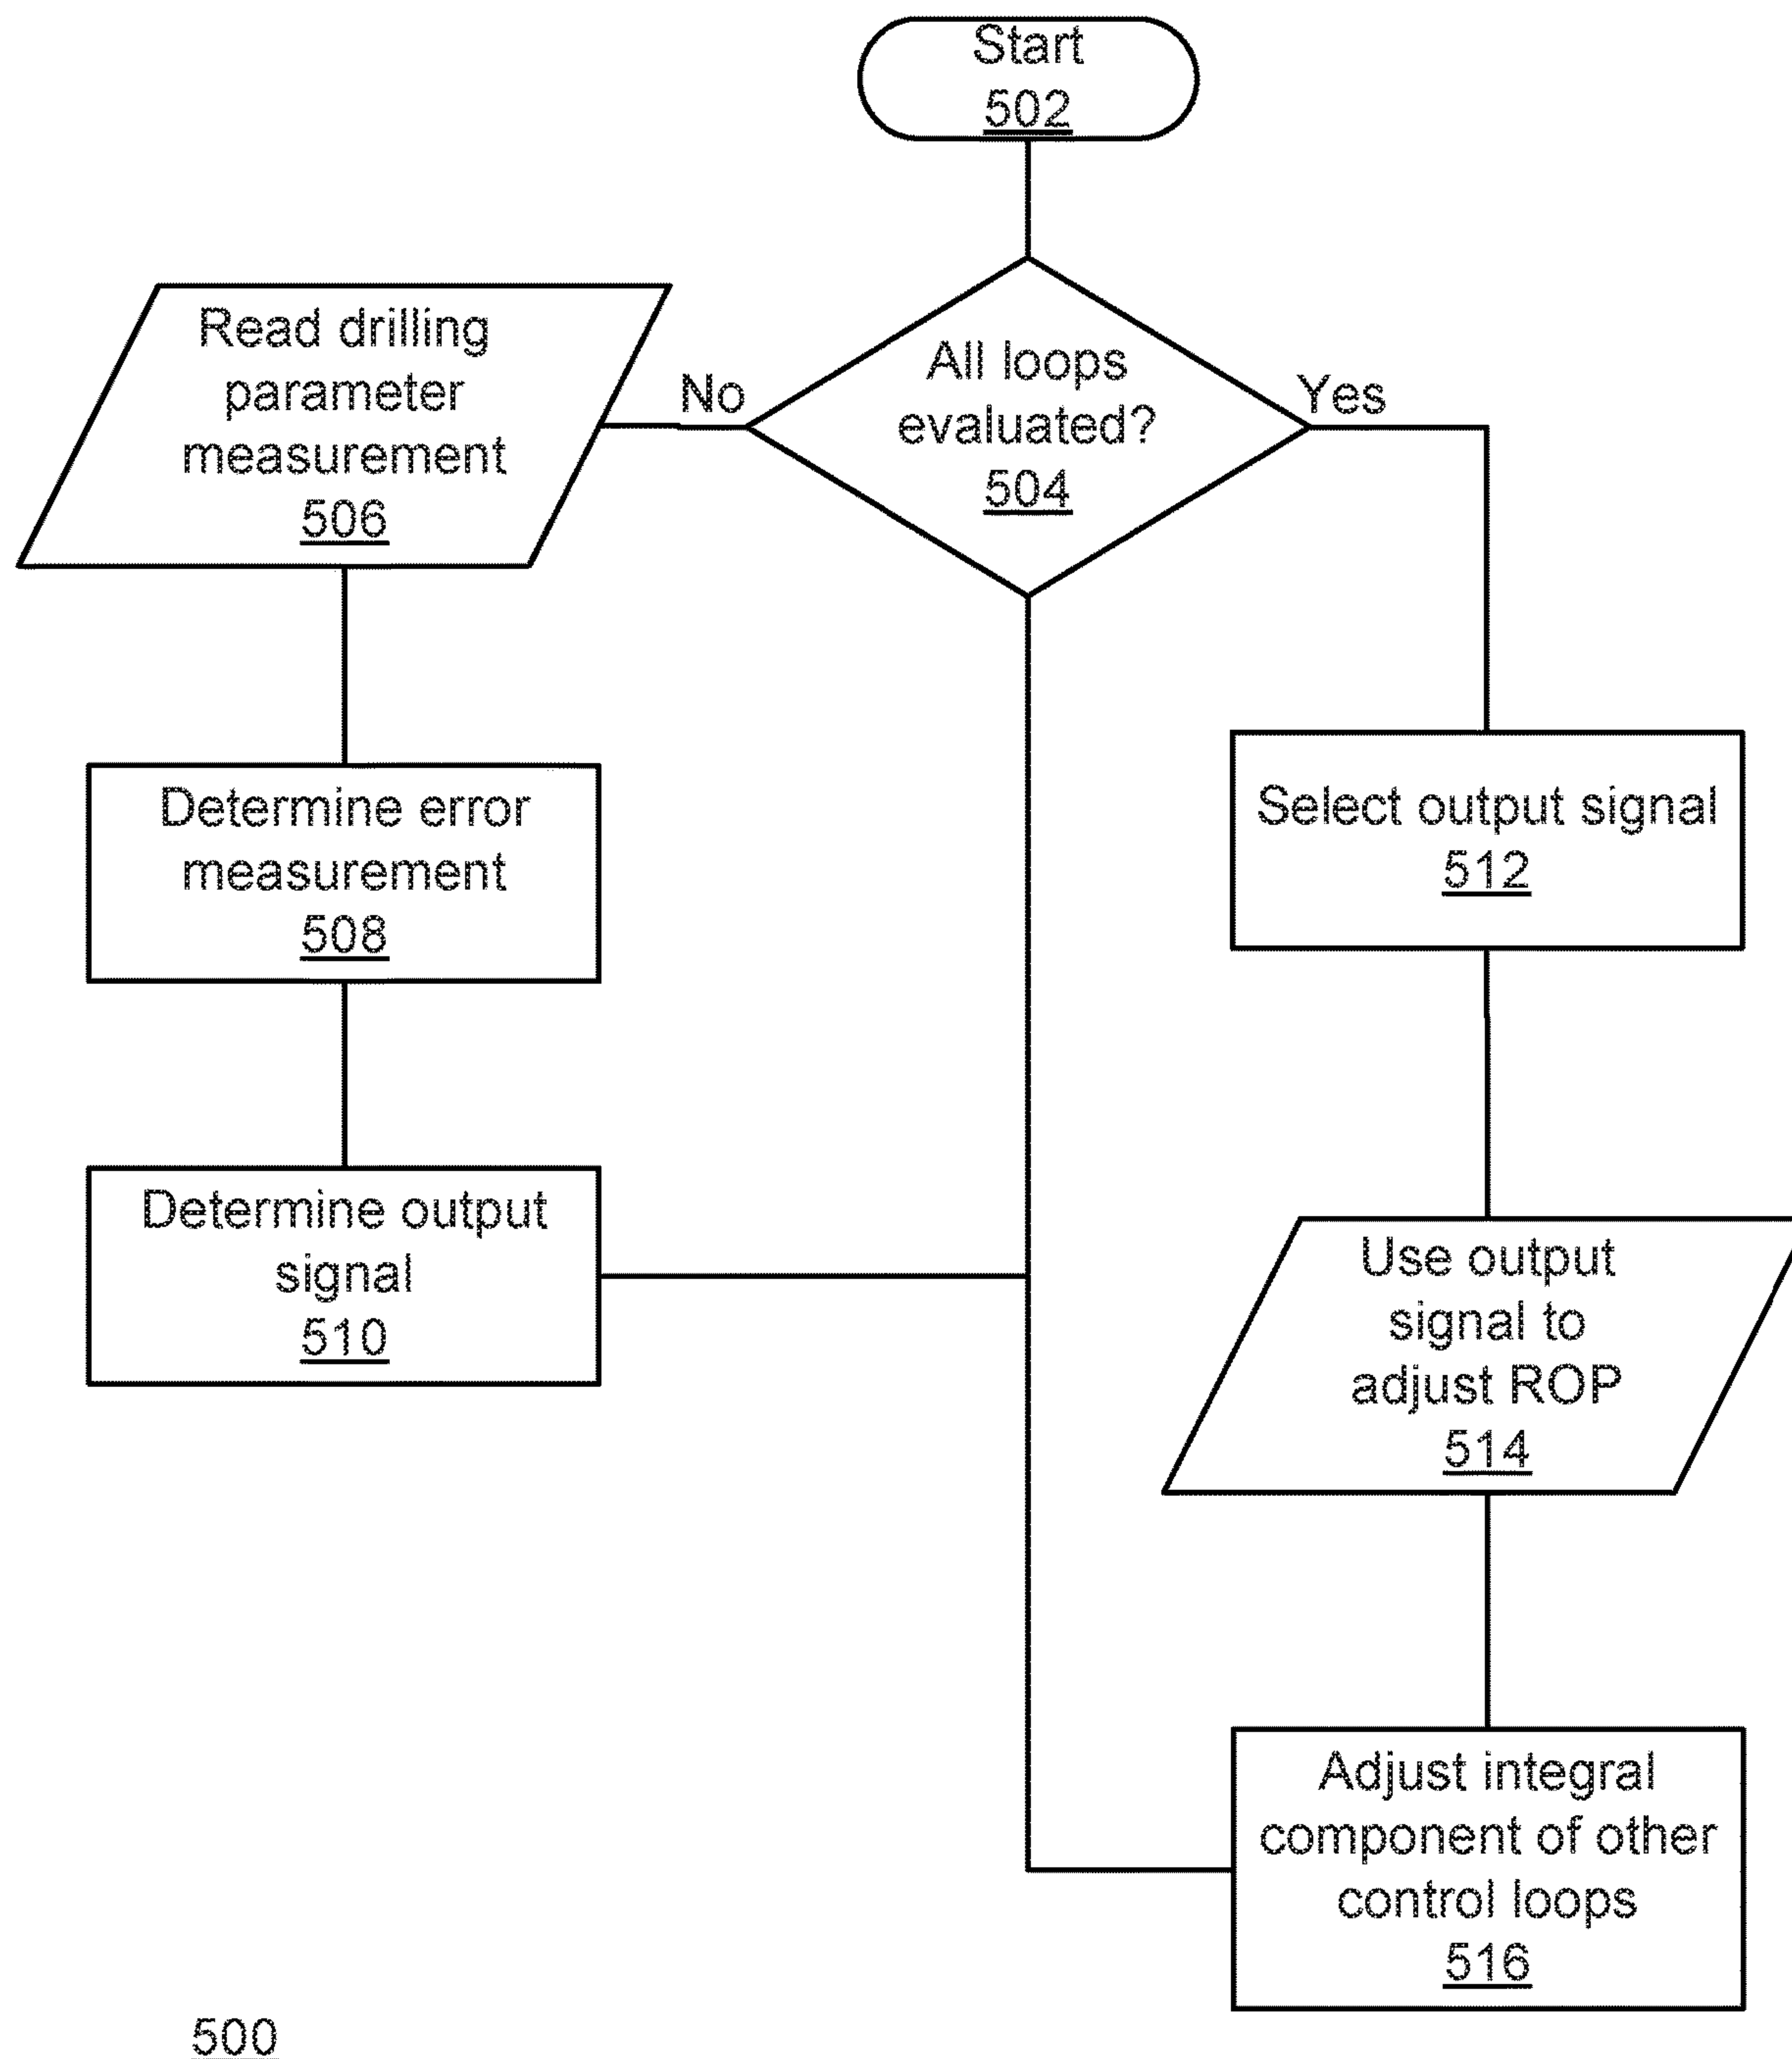 Start
502
All loops
evaluated?
504
No
Yes
Read drilling
parameter
measurement
506
Determine error
measurement
508
Determine output
signal
510
Select output signal
512
Use output
signal to
adjust ROP
514
Adjust integral
component of other
control loops
516
500